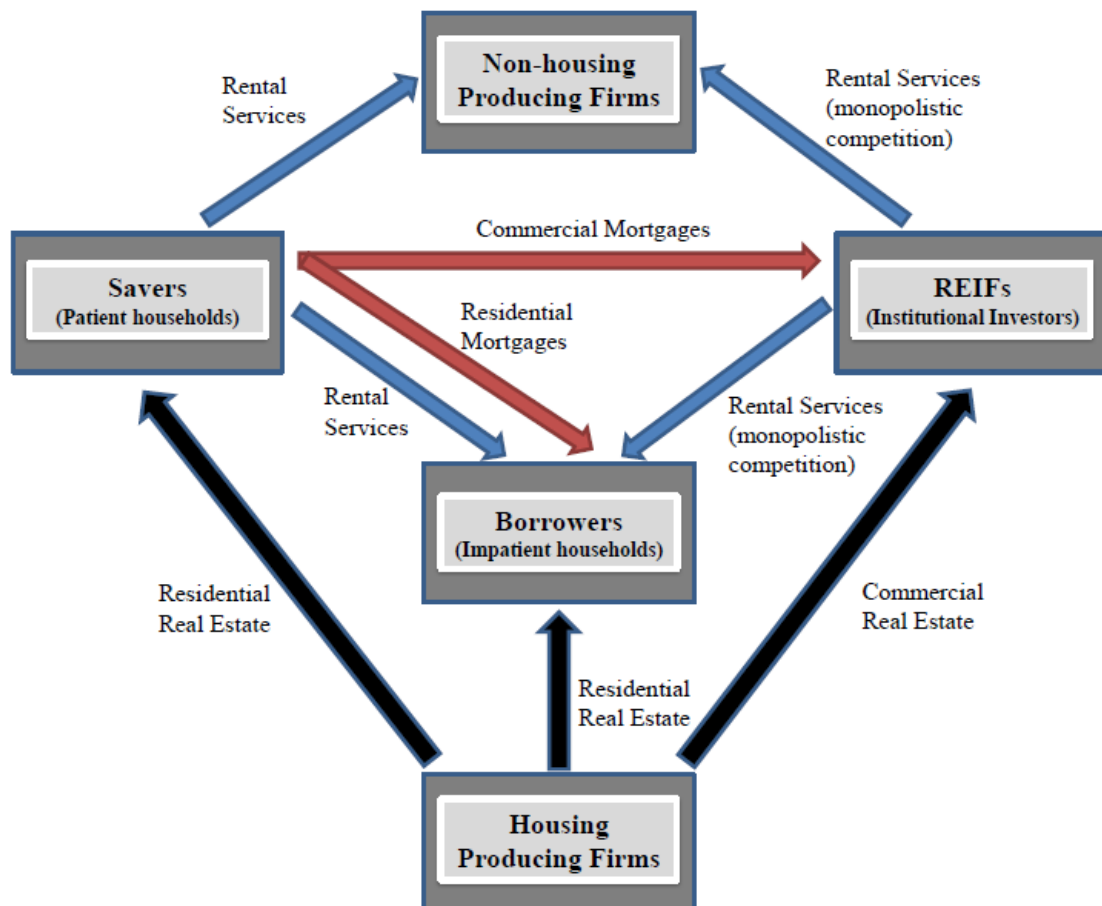 Non-housing
Producing Firms
Rental
Services
Rental Services
(monopolistic
competition)
Commercial Mortgages
Savers
(Patient households)
REIFs
(Institutional Investors)
Residential
Mortgages
Rental
Services
Rental Services
(monopolistic
competition)
Borrowers
(Impatient households)
Residential
Real Estate
Commercial
Real Estate
Residential
Real Estate
Housing
Producing Firms